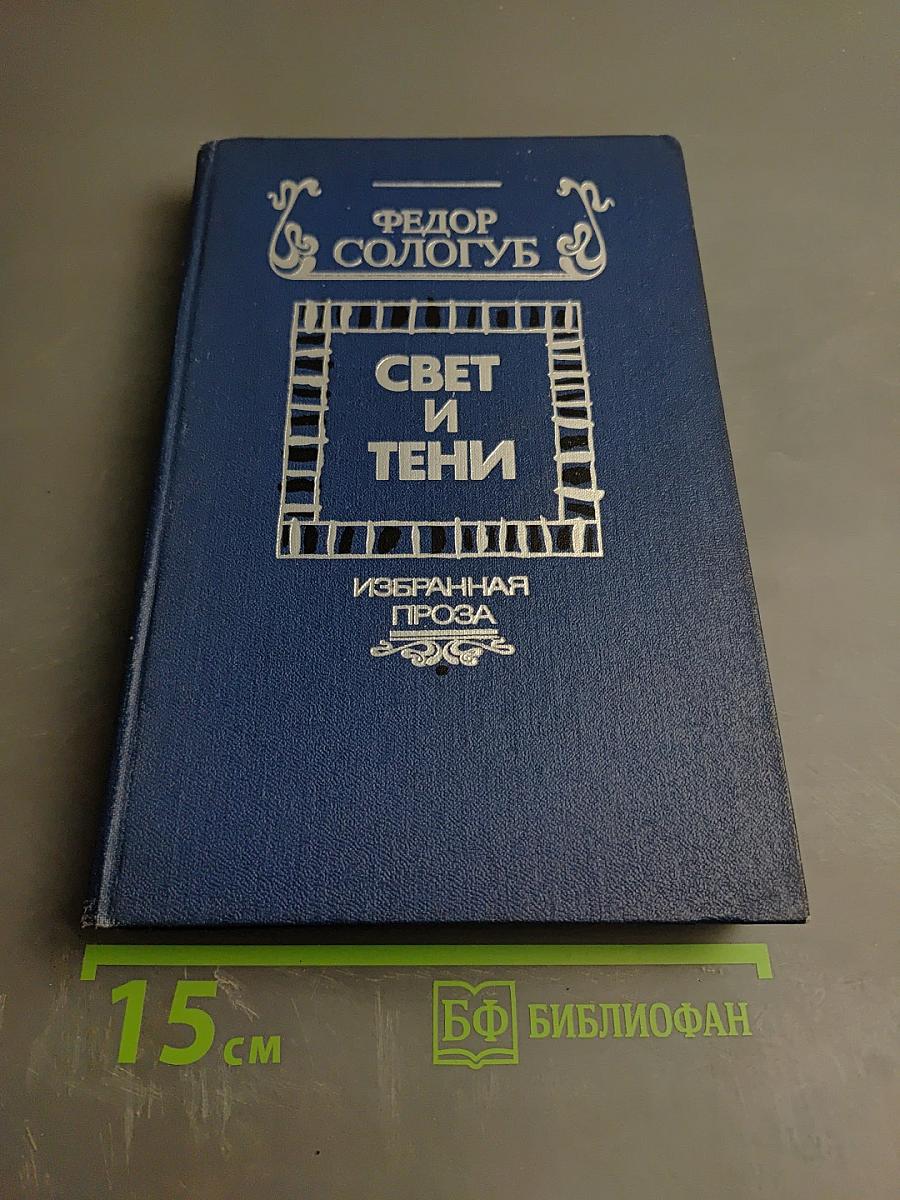 ФЕДОР
СОЛОГУБ
СВЕТ
И
ТЕНИ
ИЗБРАННАЯ
ПРОЗА
15 см
БФ БИБЛИОФАН